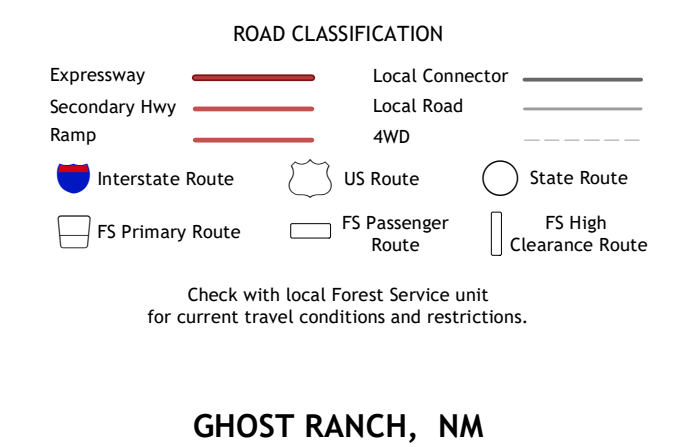 ROAD CLASSIFICATION
Expressway
Local Connector
Secondary Hwy
Local Road
Ramp
4WD
Interstate Route
US Route
State Route
FS Primary Route
FS Passenger
Route
FS High
Clearance Route
Check with local Forest Service unit
for current travel conditions and restrictions.
GHOST RANCH, NM